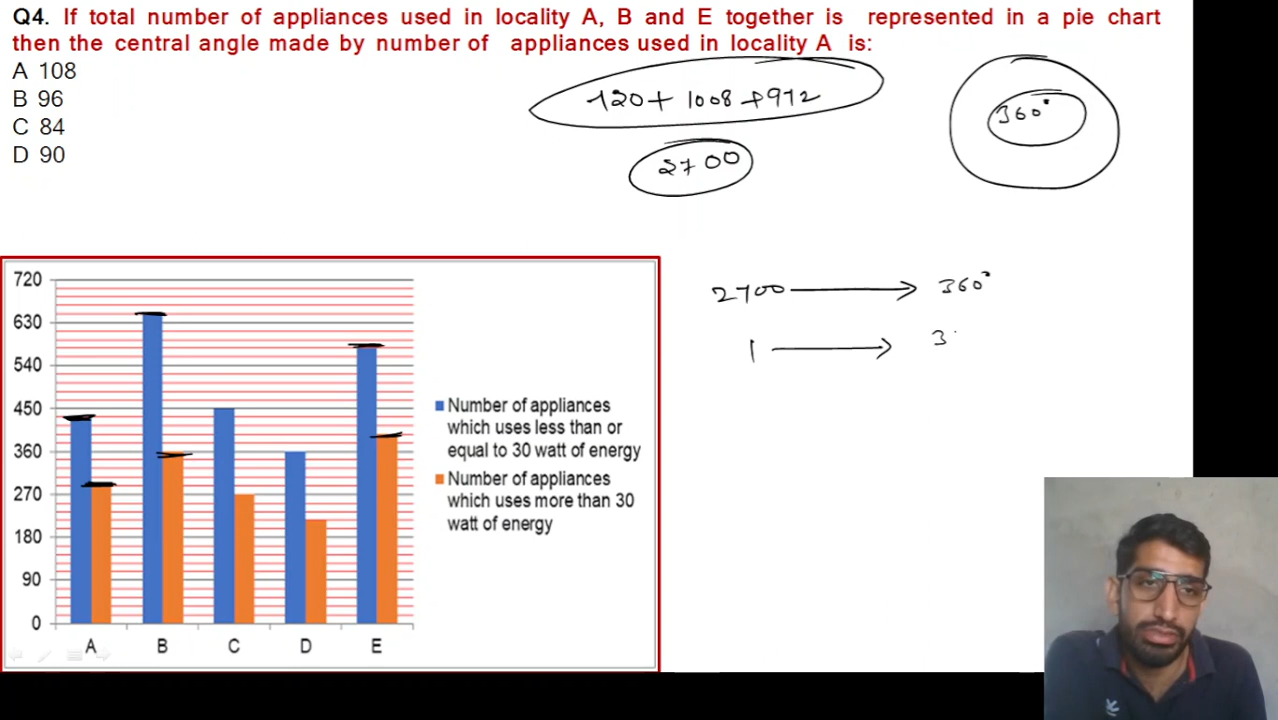 Q4. If total number of appliances used in locality A, B and E together is represented in a pie chart
then the central angle made by number of appliances used in locality A is:
A 108
B 96
C 84
D 90
720 + 1008 + 972
360°
2700
720
630
540
450
360
270
180
90
0
A B C D E
Number of appliances
which uses less than or
equal to 30 watt of energy
Number of appliances
which uses more than 30
watt of energy
2700 → 360°
1 → 3